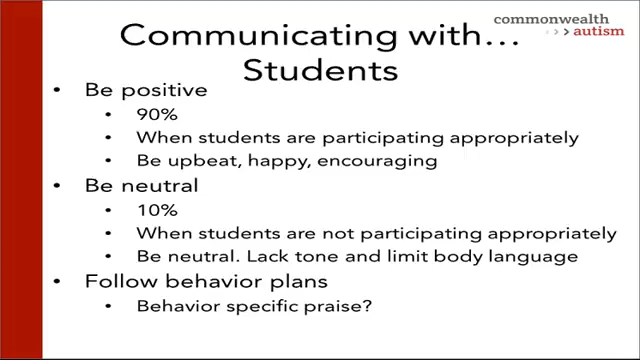 commonwealth
autism
Communicating with…
Students
• Be positive
• 90%
• When students are participating appropriately
• Be upbeat, happy, encouraging
• Be neutral
• 10%
• When students are not participating appropriately
• Be neutral. Lack tone and limit body language
• Follow behavior plans
• Behavior specific praise?